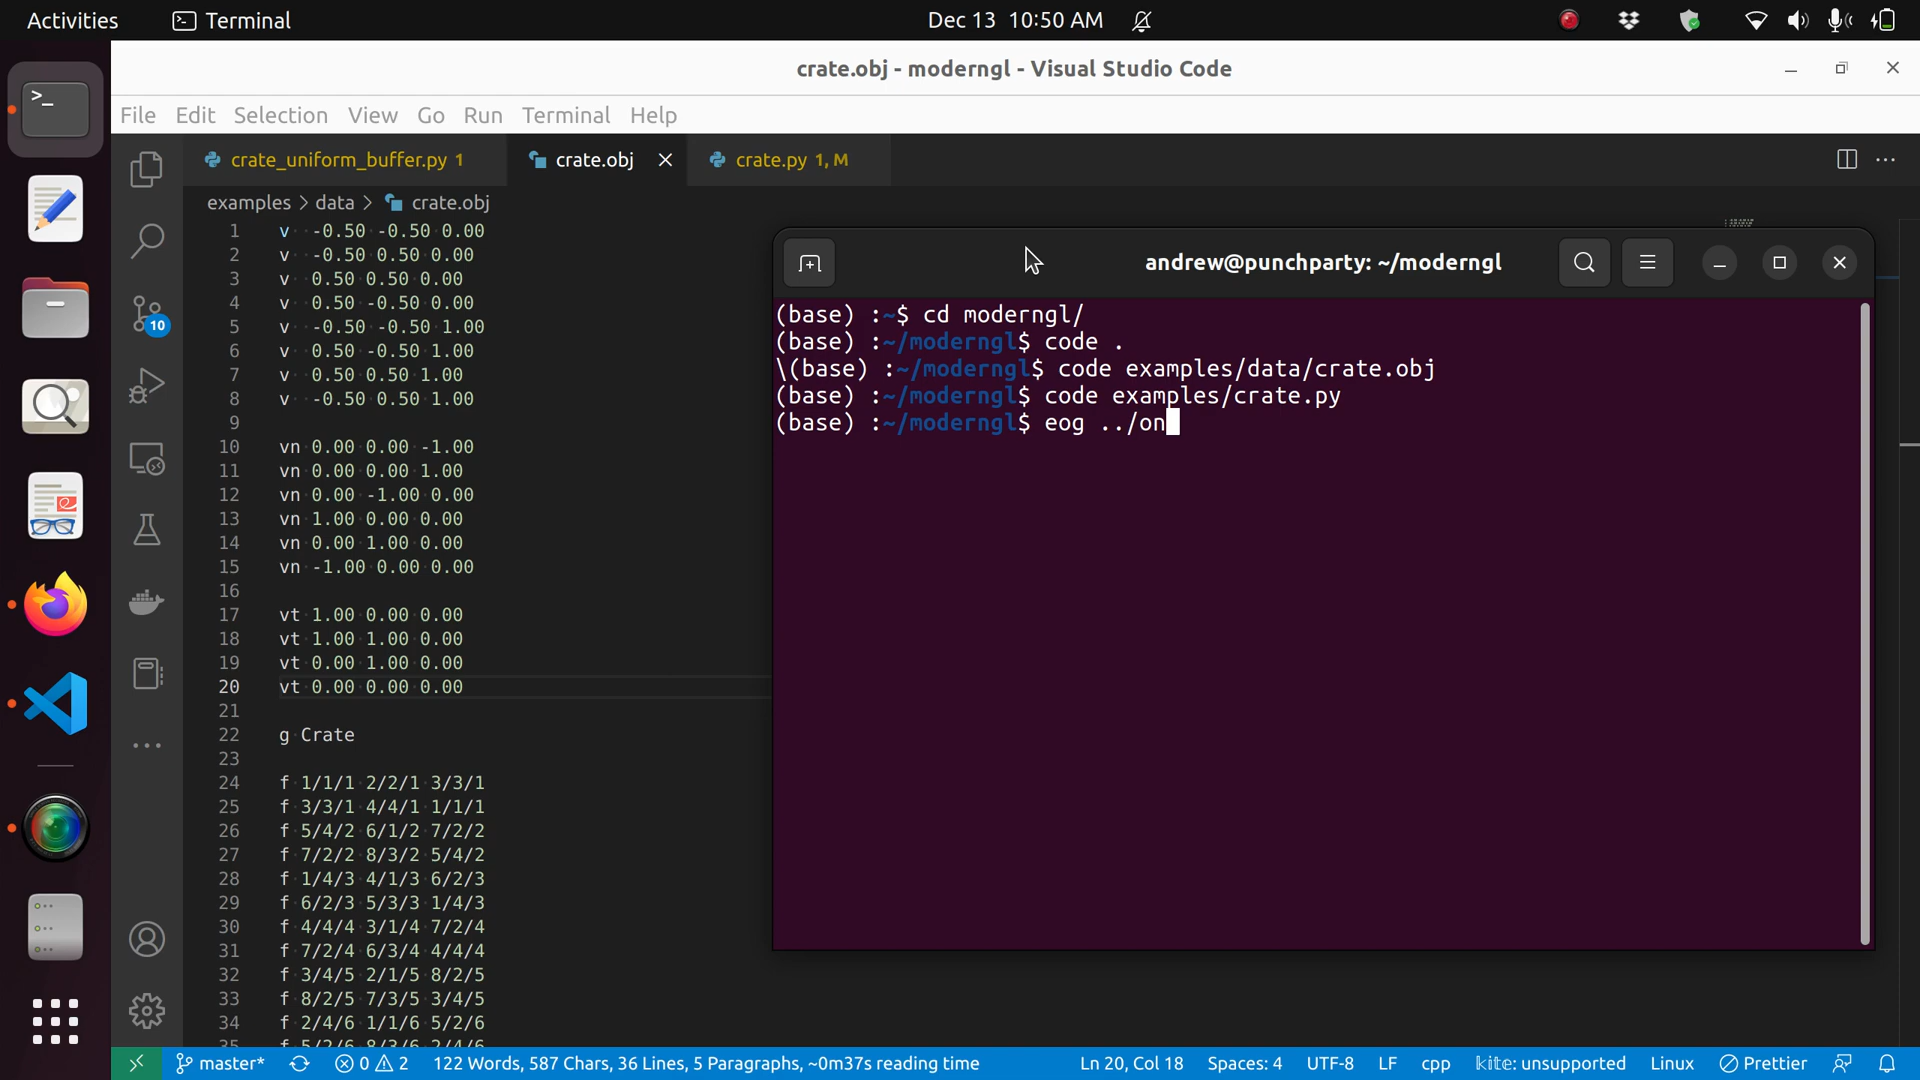 Activities
Terminal
Dec 13 10:50 AM
crate.obj - moderngl - Visual Studio Code
File Edit Selection View Go Run Terminal Help
crate_uniform_buffer.py 1
crate.obj
crate.py 1, M
examples > data > crate.obj
1 v -0.50 -0.50 0.00
2 v -0.50 0.50 0.00
3 v 0.50 0.50 0.00
4 v 0.50 -0.50 0.00
5 v -0.50 -0.50 1.00
6 v 0.50 -0.50 1.00
7 v 0.50 0.50 1.00
8 v -0.50 0.50 1.00
9
10 vn 0.00 0.00 -1.00
11 vn 0.00 0.00 1.00
12 vn 0.00 -1.00 0.00
13 vn 1.00 0.00 0.00
14 vn 0.00 1.00 0.00
15 vn -1.00 0.00 0.00
16
17 vt 1.00 0.00 0.00
18 vt 1.00 1.00 0.00
19 vt 0.00 1.00 0.00
20 vt 0.00 0.00 0.00
21
22 g Crate
23
24 f 1/1/1 2/2/1 3/3/1
25 f 3/3/1 4/4/1 1/1/1
26 f 5/4/2 6/1/2 7/2/2
27 f 7/2/2 8/3/2 5/4/2
28 f 1/4/3 4/1/3 6/2/3
29 f 6/2/3 5/3/3 1/4/3
30 f 4/4/4 3/1/4 7/2/4
31 f 7/2/4 6/3/4 4/4/4
32 f 3/4/5 2/1/5 8/2/5
33 f 8/2/5 7/3/5 3/4/5
34 f 2/4/6 1/1/6 5/2/6
35 f 5/2/6 8/3/6 2/4/6
10
andrew@punchparty: ~/moderngl
(base) :~$ cd moderngl/
(base) :~/moderngl$ code .
\(base) :~/moderngl$ code examples/data/crate.obj
(base) :~/moderngl$ code examples/crate.py
(base) :~/moderngl$ eog ../on
master* 0 2 122 Words, 587 Chars, 36 Lines, 5 Paragraphs, ~0m37s reading time Ln 20, Col 18 Spaces: 4 UTF-8 LF cpp kite: unsupported Linux Prettier